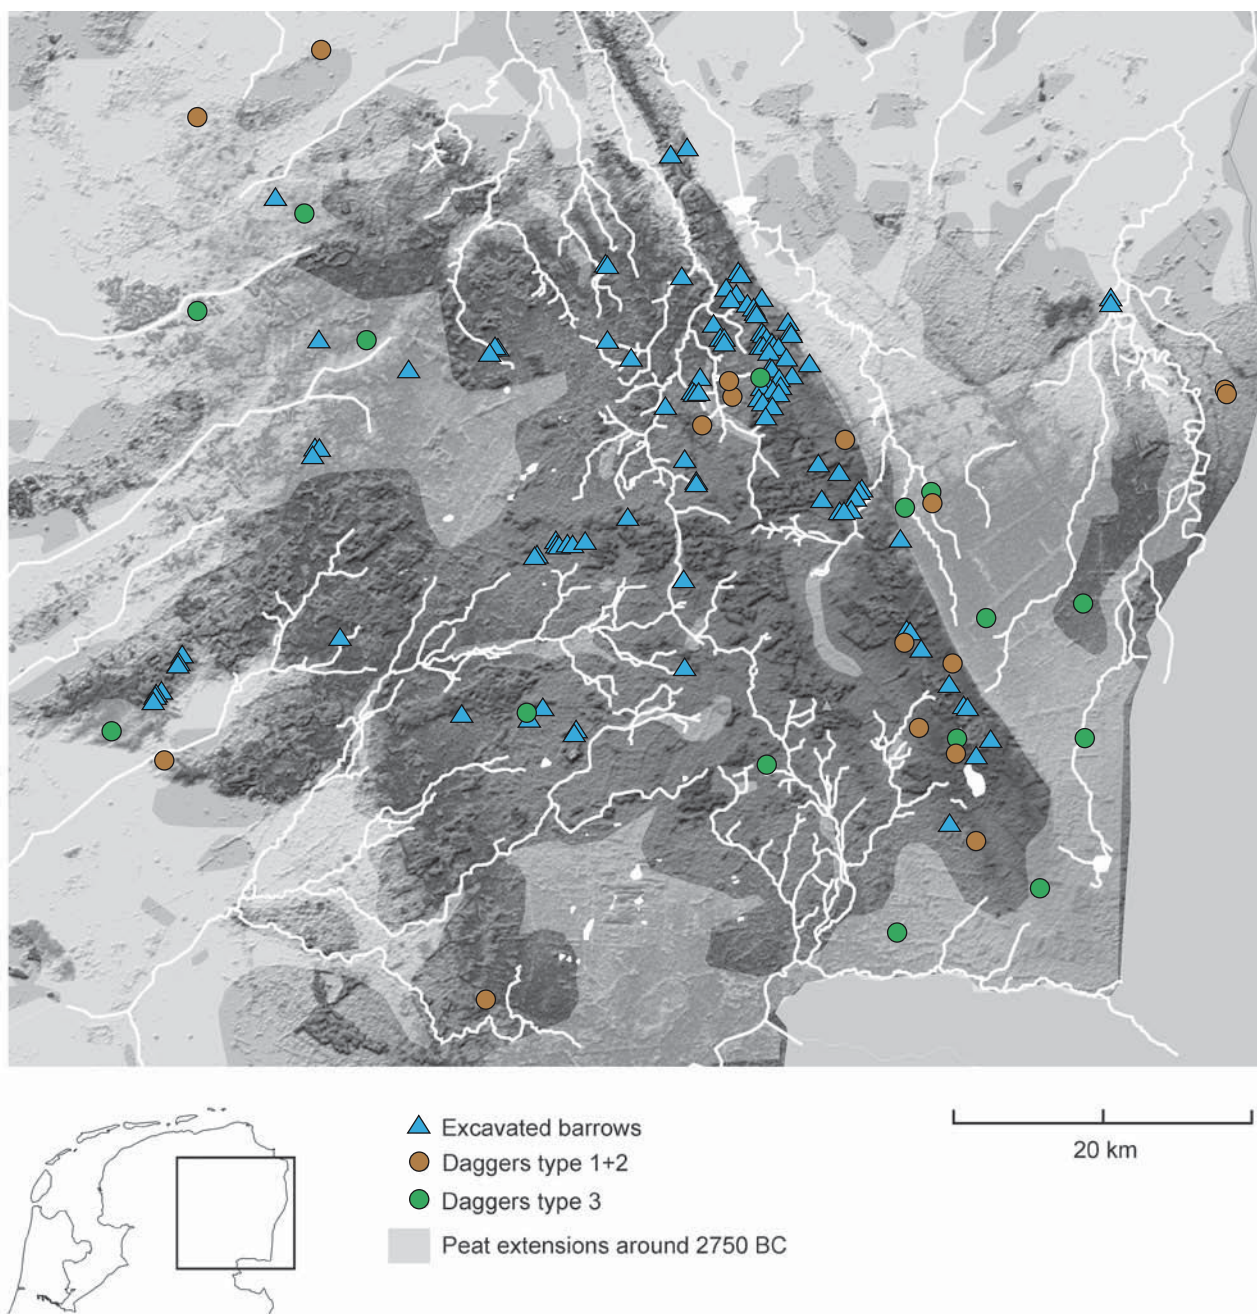 Excavated barrows
Daggers type 1+2
20 km
Daggers type 3
Peat extensions around 2750 BC